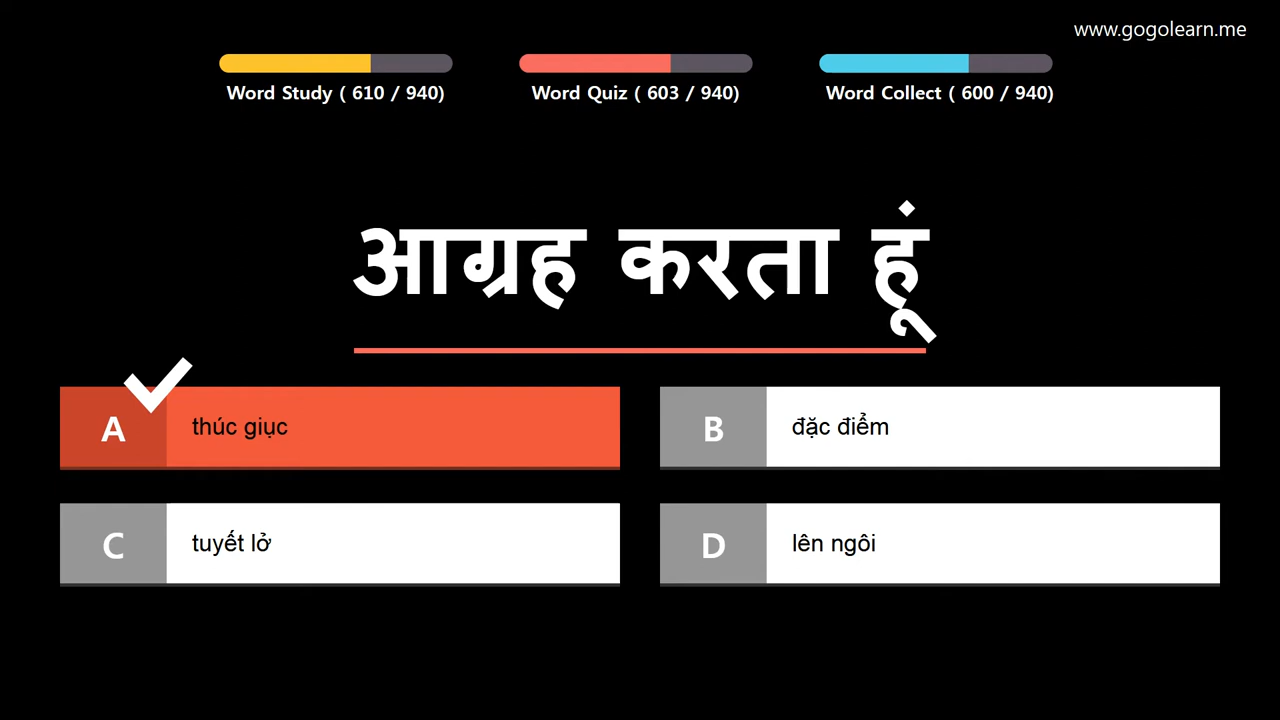 www.gogolearn.me
Word Study ( 610 / 940)
Word Quiz ( 603 / 940)
Word Collect ( 600 / 940)
आग्रह करता हूं
A thúc giục
B đặc điểm
C tuyết lở
D lên ngôi